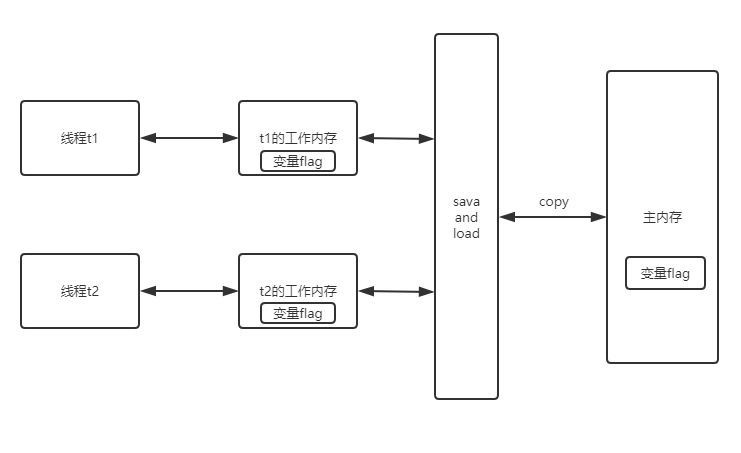 线程t1
t1的工作内存
变量flag
线程t2
t2的工作内存
变量flag
sava
and
load
copy
主内存
变量flag